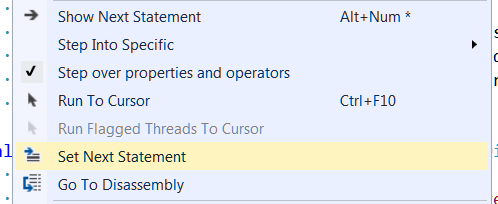 Show Next Statement Alt+Num *
Step Into Specific
Step over properties and operators
Run To Cursor Ctrl+F10
Run Flagged Threads To Cursor
Set Next Statement
Go To Disassembly